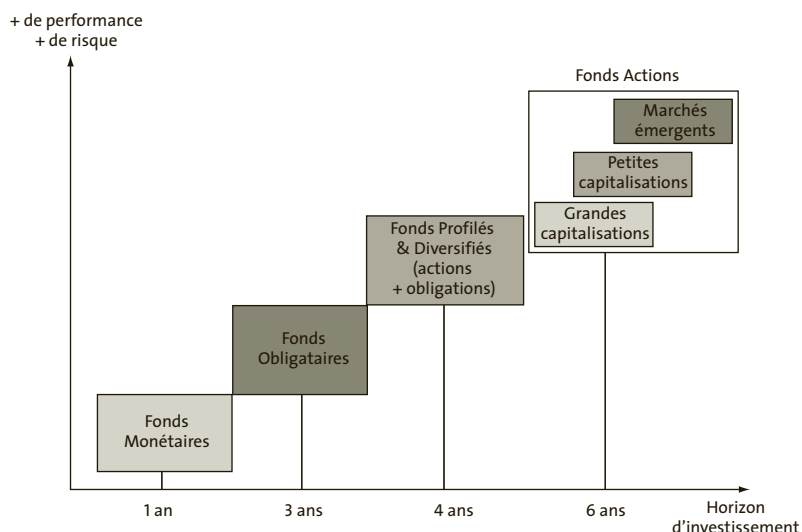 + de performance
+ de risque
Fonds Actions
Marchés
émergents
Petites
capitalisations
Grandes
capitalisations
Fonds Profilés
& Diversifiés
(actions
+ obligations)
Fonds
Obligataires
Fonds
Monétaires
1 an
3 ans
4 ans
6 ans
Horizon
d'investissement